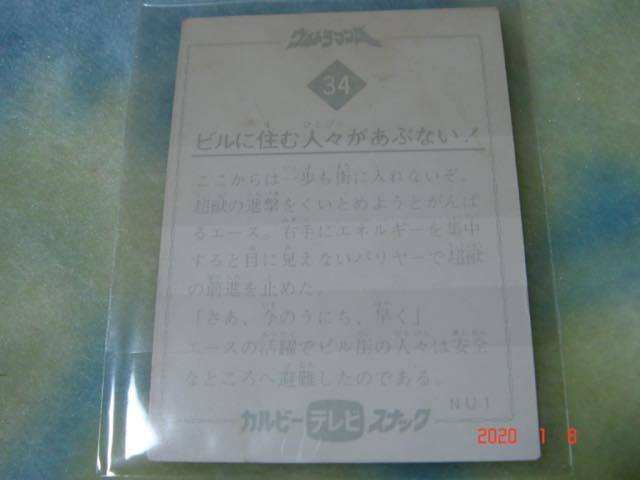 ウルトラマンA
34
ビルに住む人々があぶない!
ここからは一歩も街に入れないぞ。
超獣の進撃をくいとめようとがんば
るエース。右手にエネルギーを集中
すると目に見えないバリヤーで超獣
の前進を止めた。
「さあ、今のうにち、早く」
エースの活躍でビル街の人々は安全
なところへ避難したのである。
NU1
カルビーテレビスナック
2020 1 8